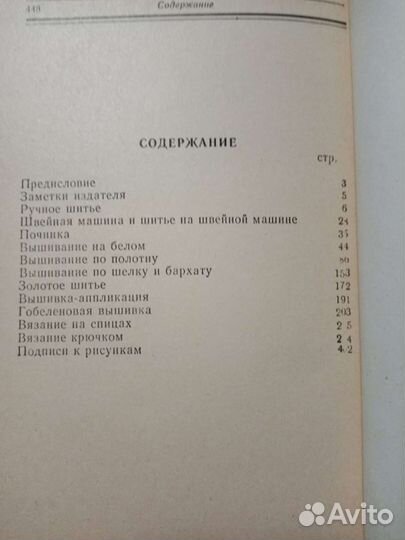 448 Содержание
СОДЕРЖАНИЕ
стр.
Предисловие 3
Заметки издателя 5
Ручное шитье 6
Швейная машина и шитье на швейной машине
Починка 35
Вышивание на белом 44
Вышивание по полотну
Вышивание по шелку и бархату 153
Золотое шитье 172
Вышивка-аппликация 191
Гобеленовая вышивка 203
Вязание на спицах
Вязание крючком
Подписи к рисункам
Avito